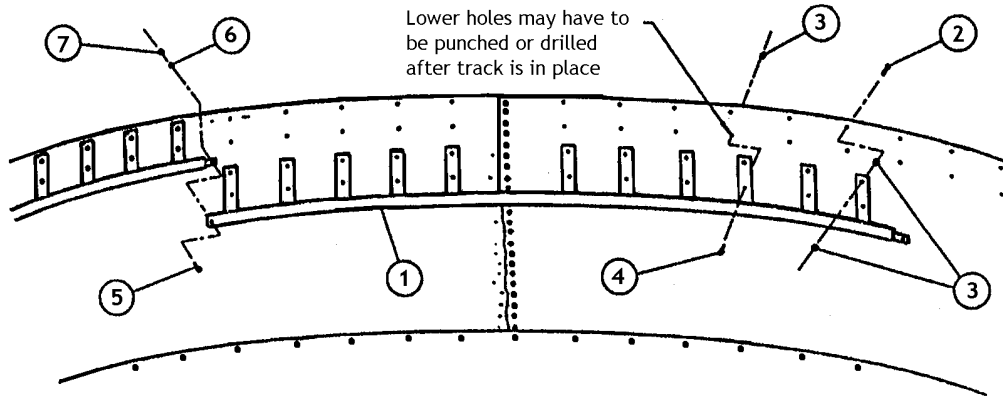 Lower holes may have to
be punched or drilled
after track is in place
7
6
3
2
5
1
4
3